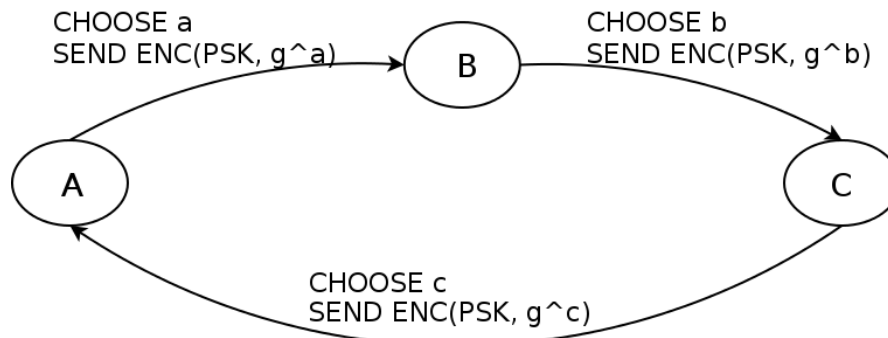 CHOOSE a
SEND ENC(PSK, g^a)
CHOOSE b
SEND ENC(PSK, g^b)
B
A
C
CHOOSE c
SEND ENC(PSK, g^c)